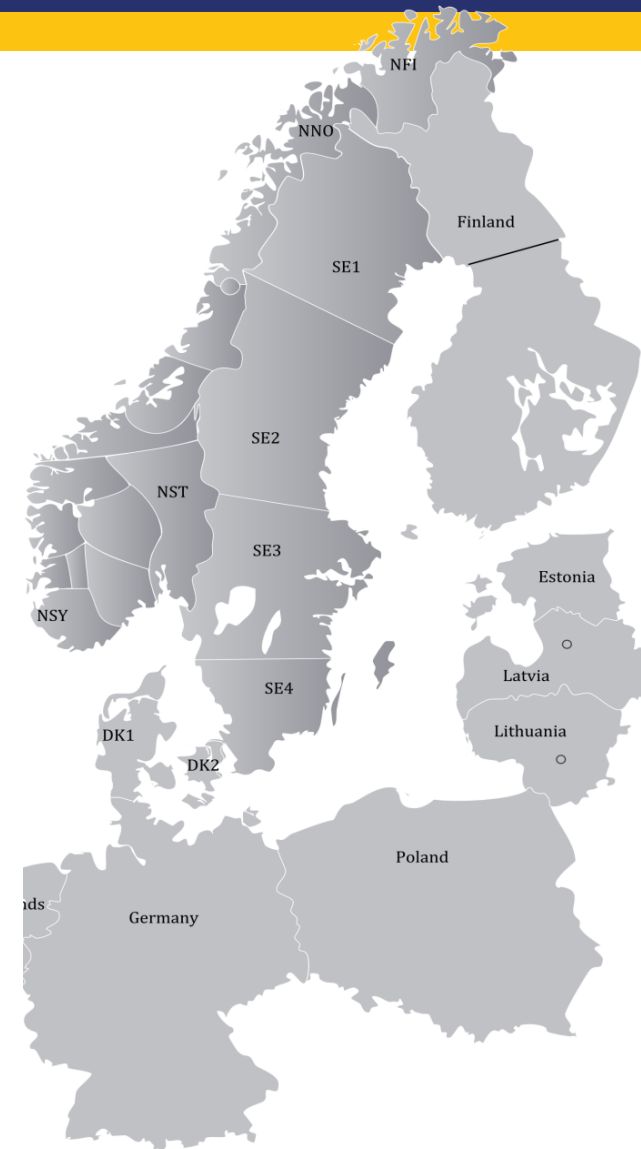 NFI
NNO
Finland
SE1
SE2
NST
SE3
Estonia
NSY
Latvia
SE4
Lithuania
DK1
DK2
Poland
nds
Germany